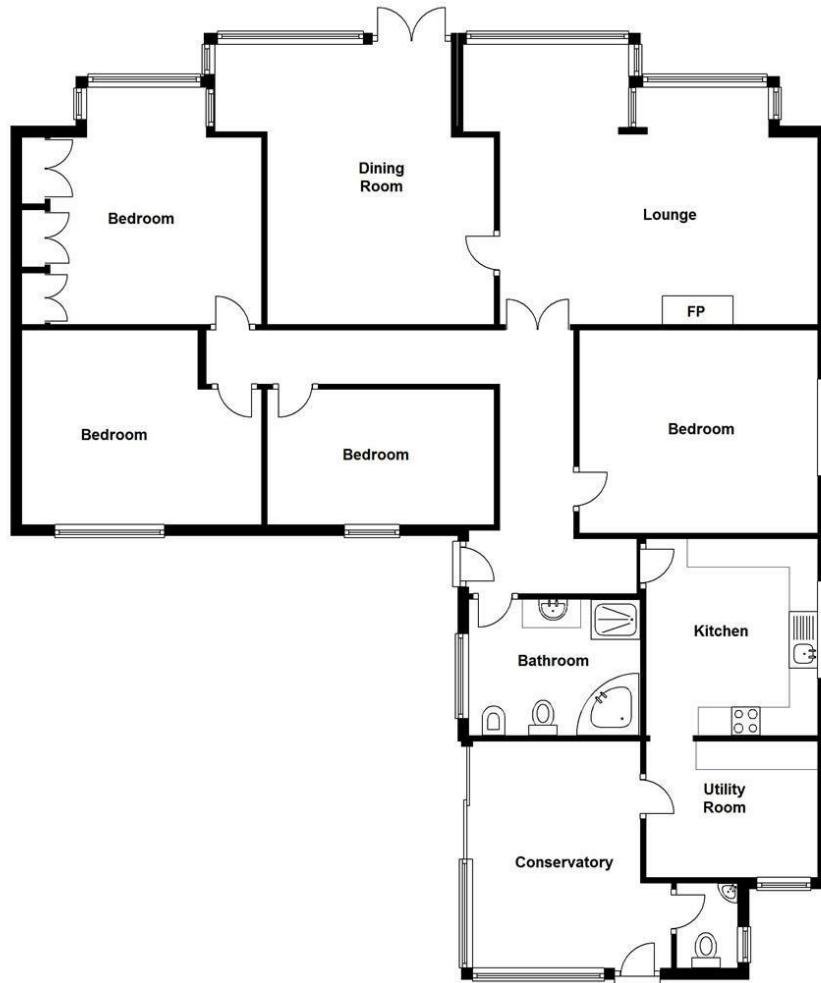 Dining
Room
Bedroom
Lounge
FP
Bedroom
Bedroom
Bedroom
Kitchen
Bathroom
Utility
Room
Conservatory